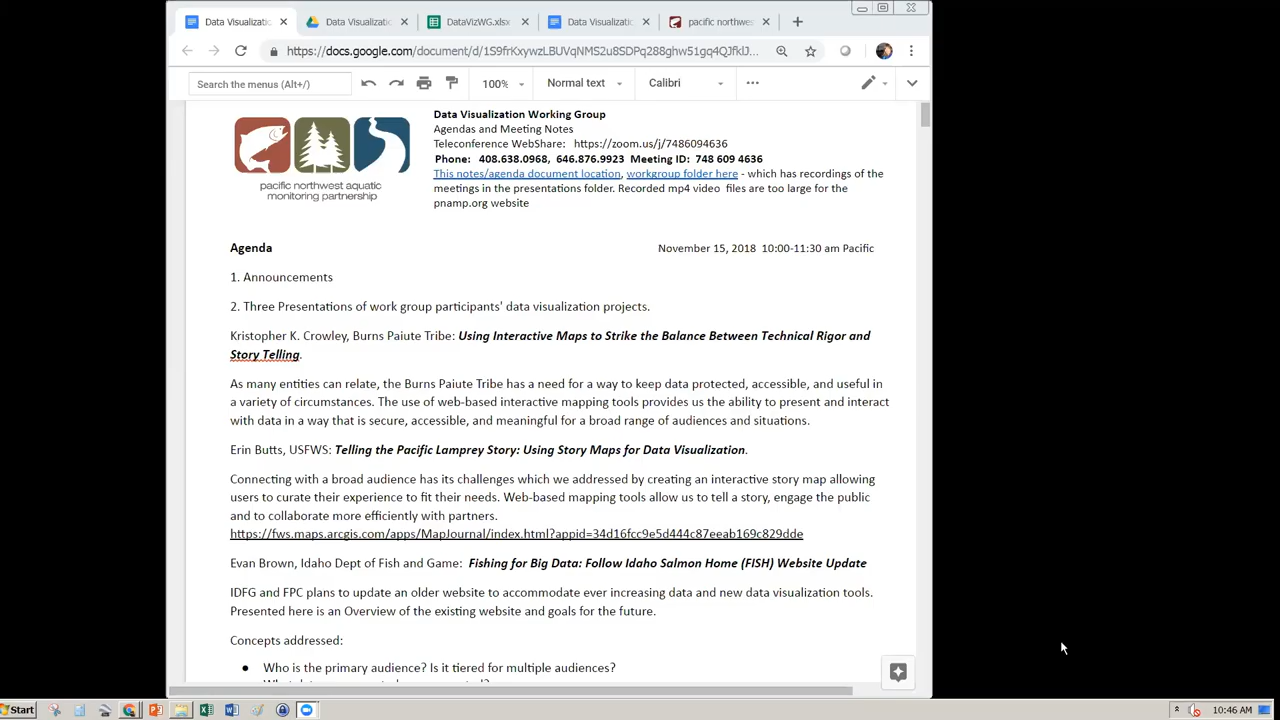 Data Visualizatio
Data Visualizatio
DataVizWG.xlsx
Data Visualizatio
pacific northwes
https://docs.google.com/document/d/1S9frKxywzLBUVqNMS2u8SDPq288ghw51gq4QJfklJ...
Search the menus (Alt+/)
100%
Normal text
Calibri
Data Visualization Working Group
Agendas and Meeting Notes
Teleconference WebShare: https://zoom.us/j/7486094636
Phone: 408.638.0968, 646.876.9923 Meeting ID: 748 609 4636
This notes/agenda document location, workgroup folder here - which has recordings of the
meetings in the presentations folder. Recorded mp4 video files are too large for the
pnamp.org website
pacific northwest aquatic
monitoring partnership
Agenda
November 15, 2018 10:00-11:30 am Pacific
1. Announcements
2. Three Presentations of work group participants' data visualization projects.
Kristopher K. Crowley, Burns Paiute Tribe: Using Interactive Maps to Strike the Balance Between Technical Rigor and
Story Telling.
As many entities can relate, the Burns Paiute Tribe has a need for a way to keep data protected, accessible, and useful in
a variety of circumstances. The use of web-based interactive mapping tools provides us the ability to present and interact
with data in a way that is secure, accessible, and meaningful for a broad range of audiences and situations.
Erin Butts, USFWS: Telling the Pacific Lamprey Story: Using Story Maps for Data Visualization.
Connecting with a broad audience has its challenges which we addressed by creating an interactive story map allowing
users to curate their experience to fit their needs. Web-based mapping tools allow us to tell a story, engage the public
and to collaborate more efficiently with partners.
https://fws.maps.arcgis.com/apps/MapJournal/index.html?appid=34d16fcc9e5d444c87eeab169c829dde
Evan Brown, Idaho Dept of Fish and Game: Fishing for Big Data: Follow Idaho Salmon Home (FISH) Website Update
IDFG and FPC plans to update an older website to accommodate ever increasing data and new data visualization tools.
Presented here is an Overview of the existing website and goals for the future.
Concepts addressed:
● Who is the primary audience? Is it tiered for multiple audiences?
Start
10:46 AM